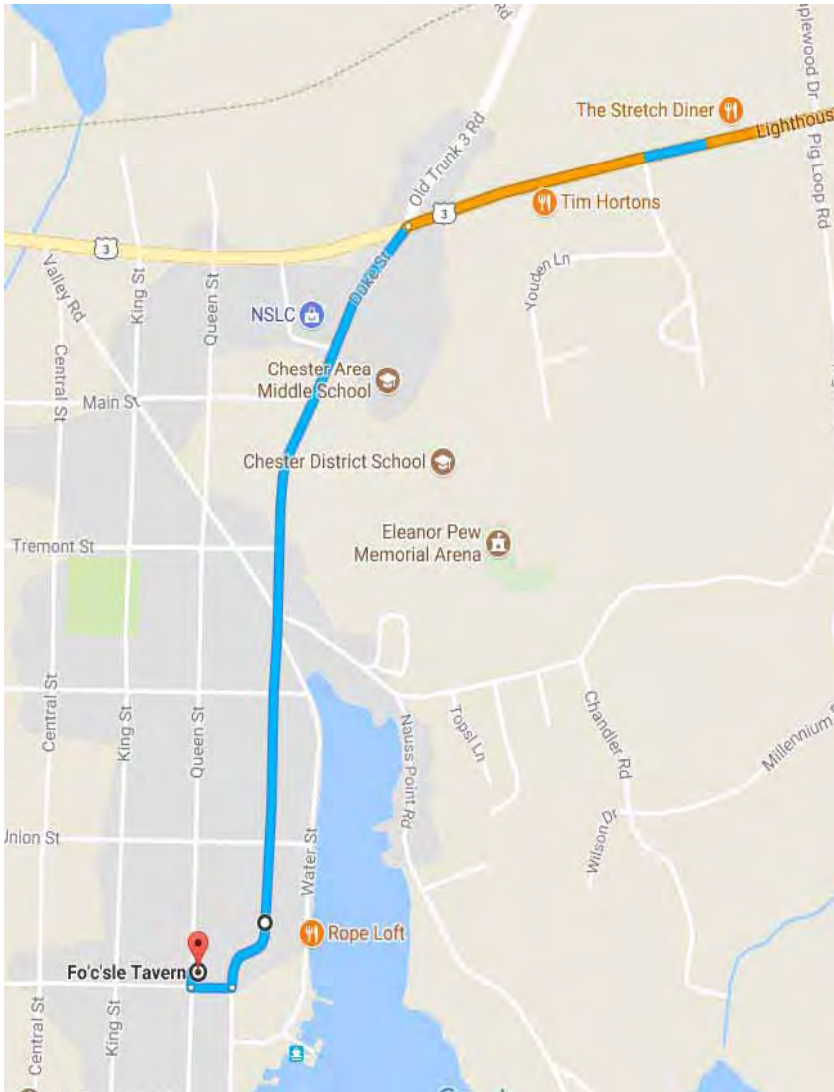 Rd
plewood Dr
The Stretch Diner
Lighthous
Old Trunk 3 Rd
Pig Loop Rd
Tim Hortons
3
3
Valley Rd
King St
Queen St
Duke St
Youden Ln
NSLC
Central St
Chester Area
Middle School
Main St
Chester District School
Eleanor Pew
Memorial Arena
Tremont St
Central St
King St
Queen St
Topsl Ln
Nauss Point Rd
Chandler Rd
Millennium
Wilson Dr
Union St
Water St
Rope Loft
Fo'c'sle Tavern
Central St
King St